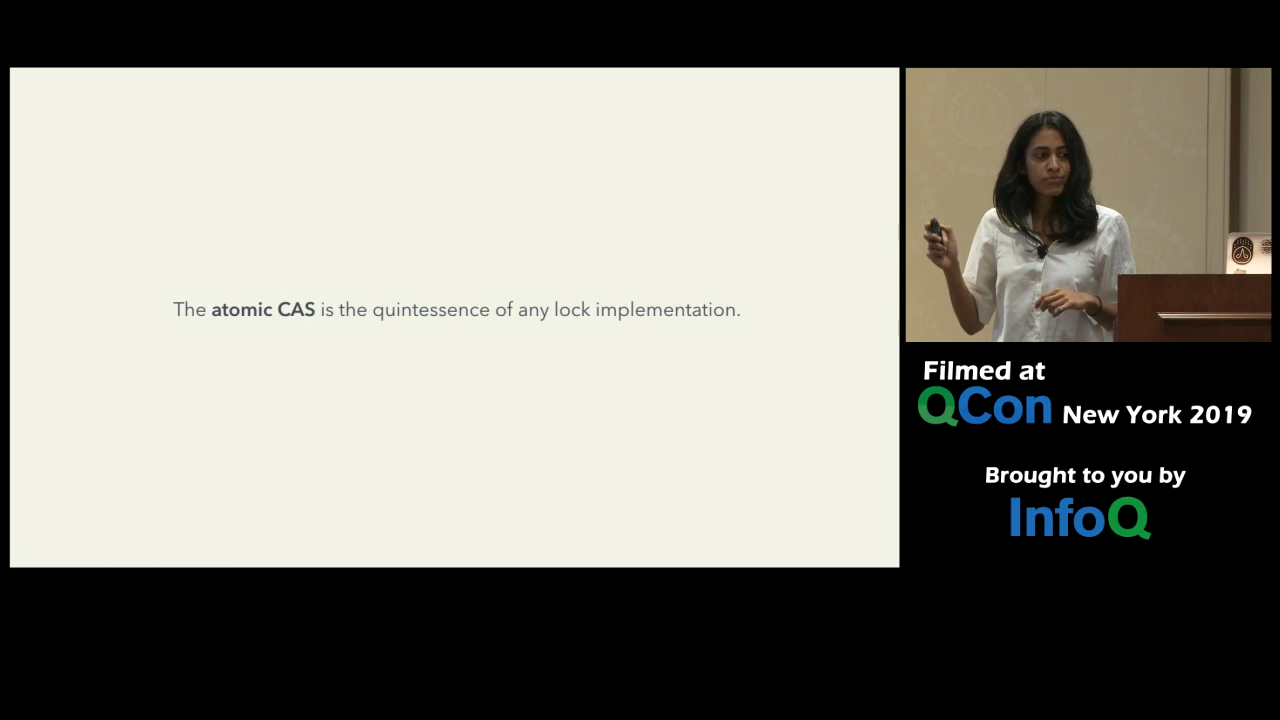 The atomic CAS is the quintessence of any lock implementation.
Filmed at
QCon New York 2019
Brought to you by
InfoQ